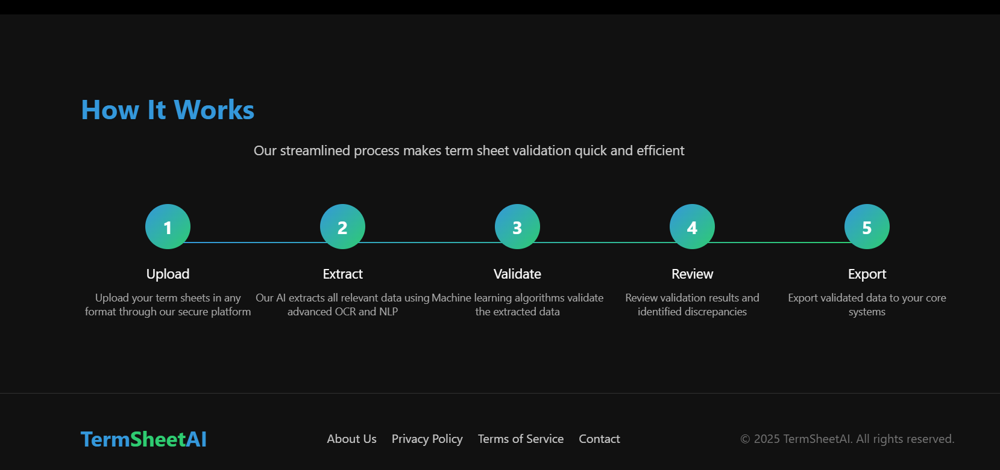 How It Works
Our streamlined process makes term sheet validation quick and efficient
1
Upload
Upload your term sheets in any
format through our secure platform
2
Extract
Our AI extracts all relevant data using
advanced OCR and NLP
3
Validate
Machine learning algorithms validate
the extracted data
4
Review
Review validation results and
identified discrepancies
5
Export
Export validated data to your core
systems
TermSheetAI
About Us
Privacy Policy
Terms of Service
Contact
© 2025 TermSheetAI. All rights reserved.